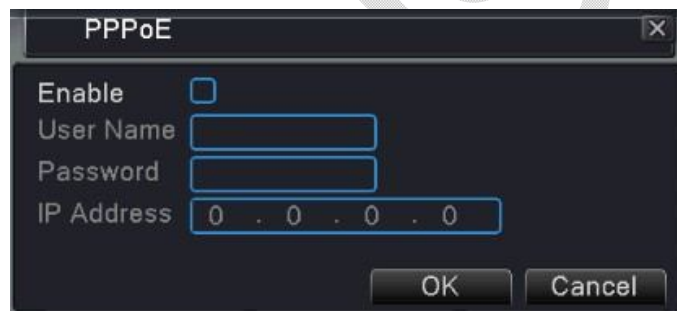 PPPoE
Enable
User Name
Password
IP Address 0 . 0 . 0 . 0
OK Cancel